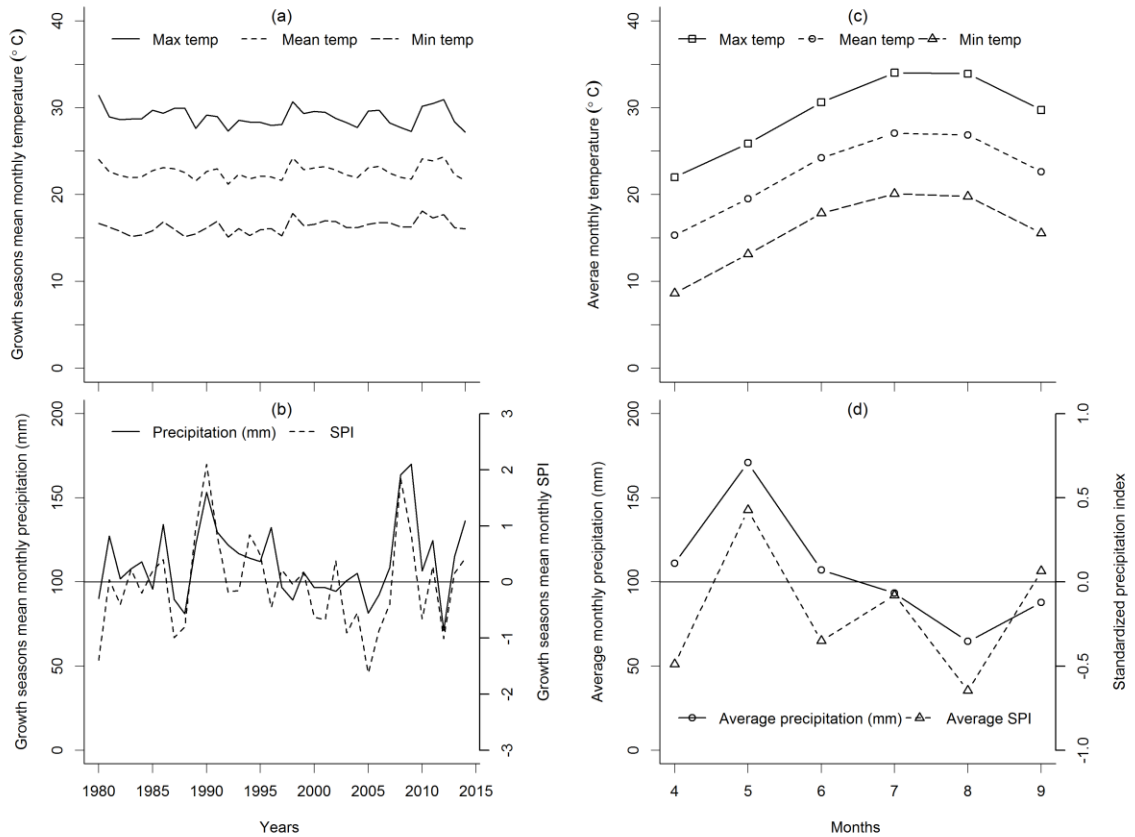 (a)
Max temp Mean temp Min temp
Growth seasons mean monthly temperature (° C)
40
30
20
10
0
(c)
Max temp Mean temp Min temp
Averae monthly temperature (° C)
40
30
20
10
0
(b)
Precipitation (mm) SPI
Growth seasons mean monthly precipitation (mm)
200
150
100
50
0
Growth seasons mean monthly SPI
3
2
1
0
-1
-2
-3
1980 1985 1990 1995 2000 2005 2010 2015
Years
(d)
Average monthly precipitation (mm)
200
150
100
50
0
Standardized precipitation index
1.0
0.5
0.0
-0.5
-1.0
Average precipitation (mm) Average SPI
4 5 6 7 8 9
Months